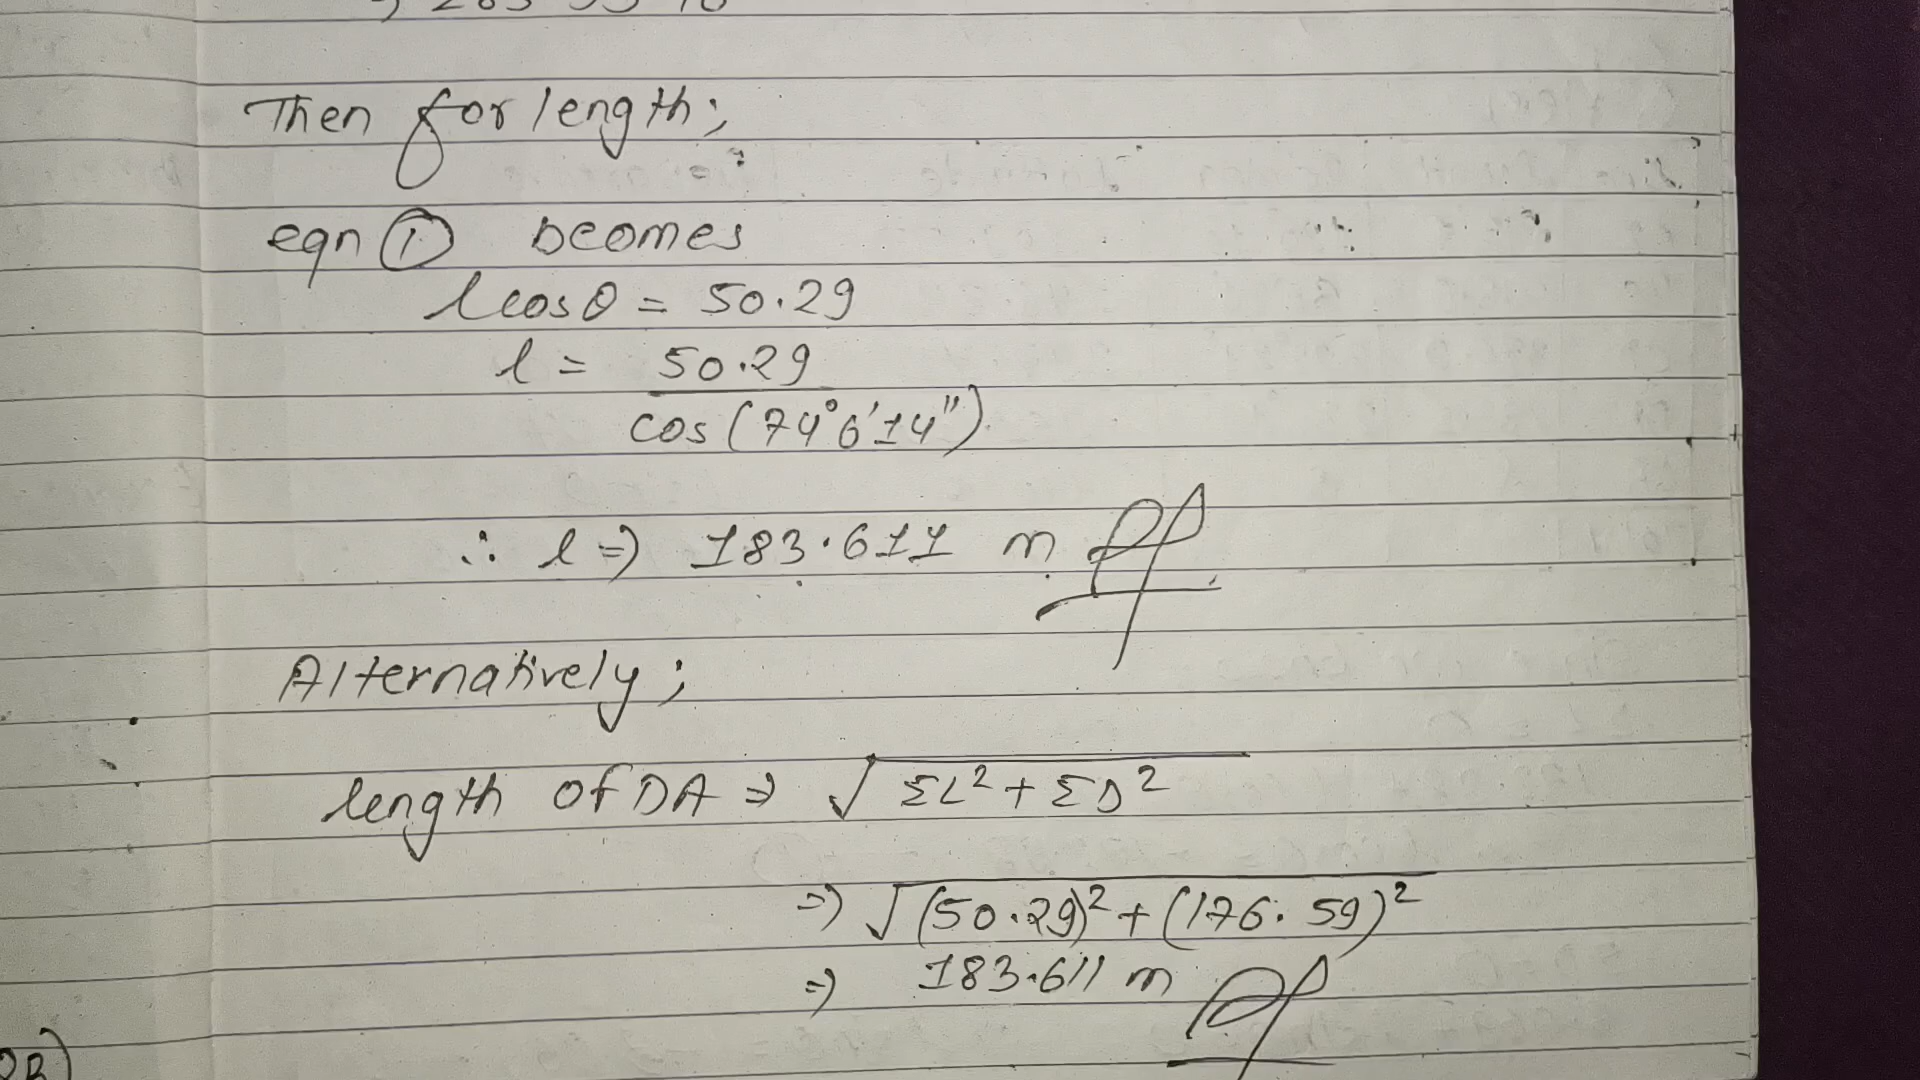 Then for length;
eqn ① becomes
l cosθ = 50.29
l = 50.29
cos (74°6'14")
∴ l ⇒ 183.611 m
Alternatively;
length of DA ⇒ √ΣL² + ΣD²
⇒ √(50.29)² + (176.59)²
⇒ 183.611 m